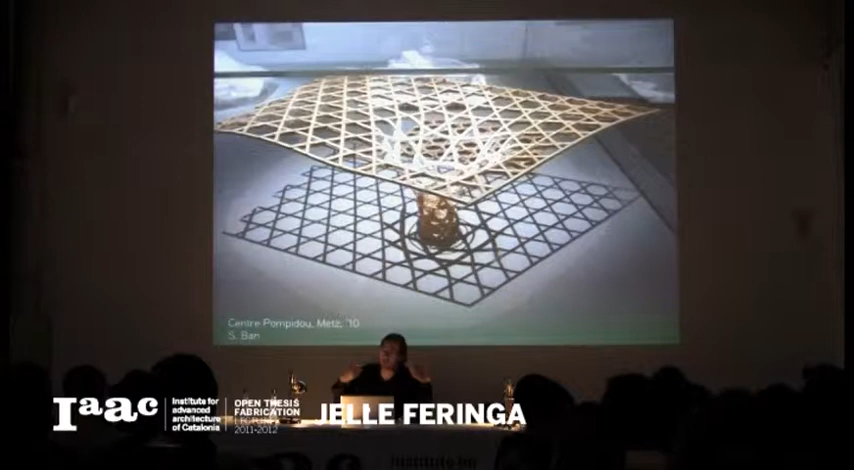 Centre Pompidou, Metz, '10
S. Ban
Iaac
Institute for
advanced
architecture
of Catalonia
OPEN THESIS
FABRICATION
LECTURE
2011-2012
JELLE FERINGA